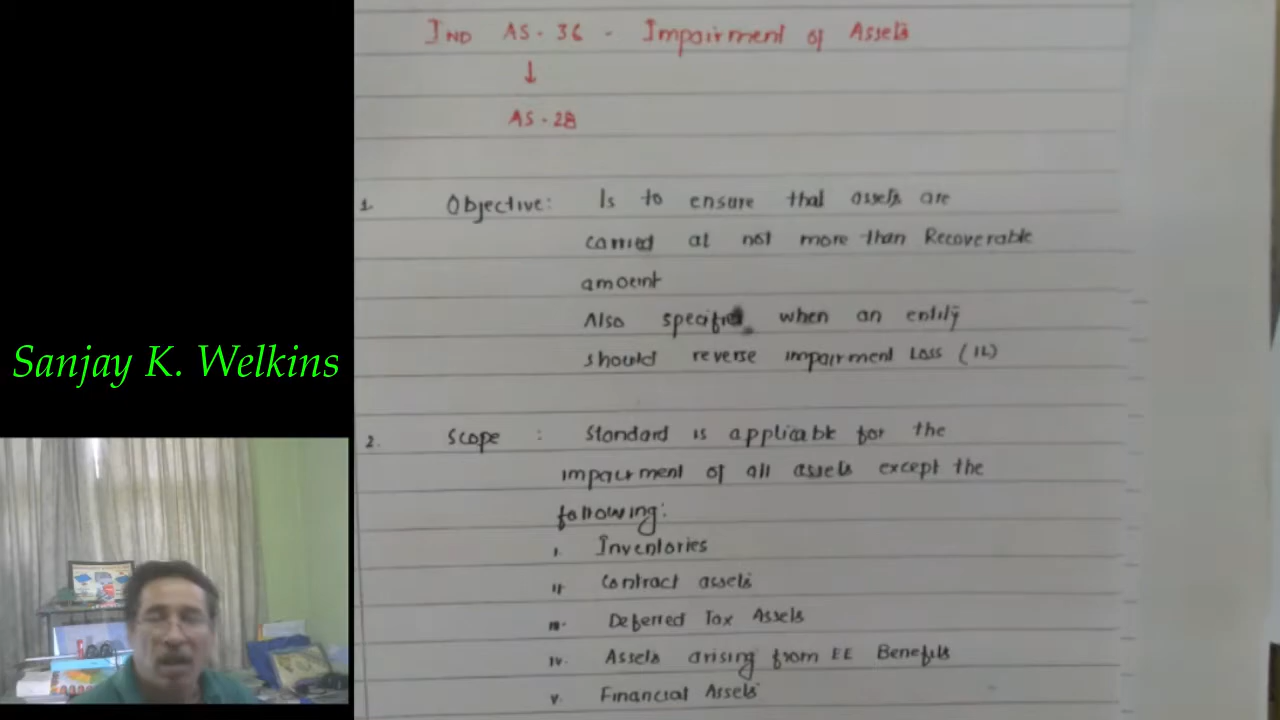 IND AS - 36 - Impairment of Assets
↓
AS - 28
1. Objective: Is to ensure that assets are
carried at not more than Recoverable
amount
Also specified when an entity
should reverse impairment Loss (IL)
2. Scope : Standard is applicable for the
impairment of all assets except the
following:
i. Inventories
ii. Contract assets
iii. Deferred Tax Assets
iv. Assets arising from EE Benefits
v. Financial Assets
Sanjay K. Welkins